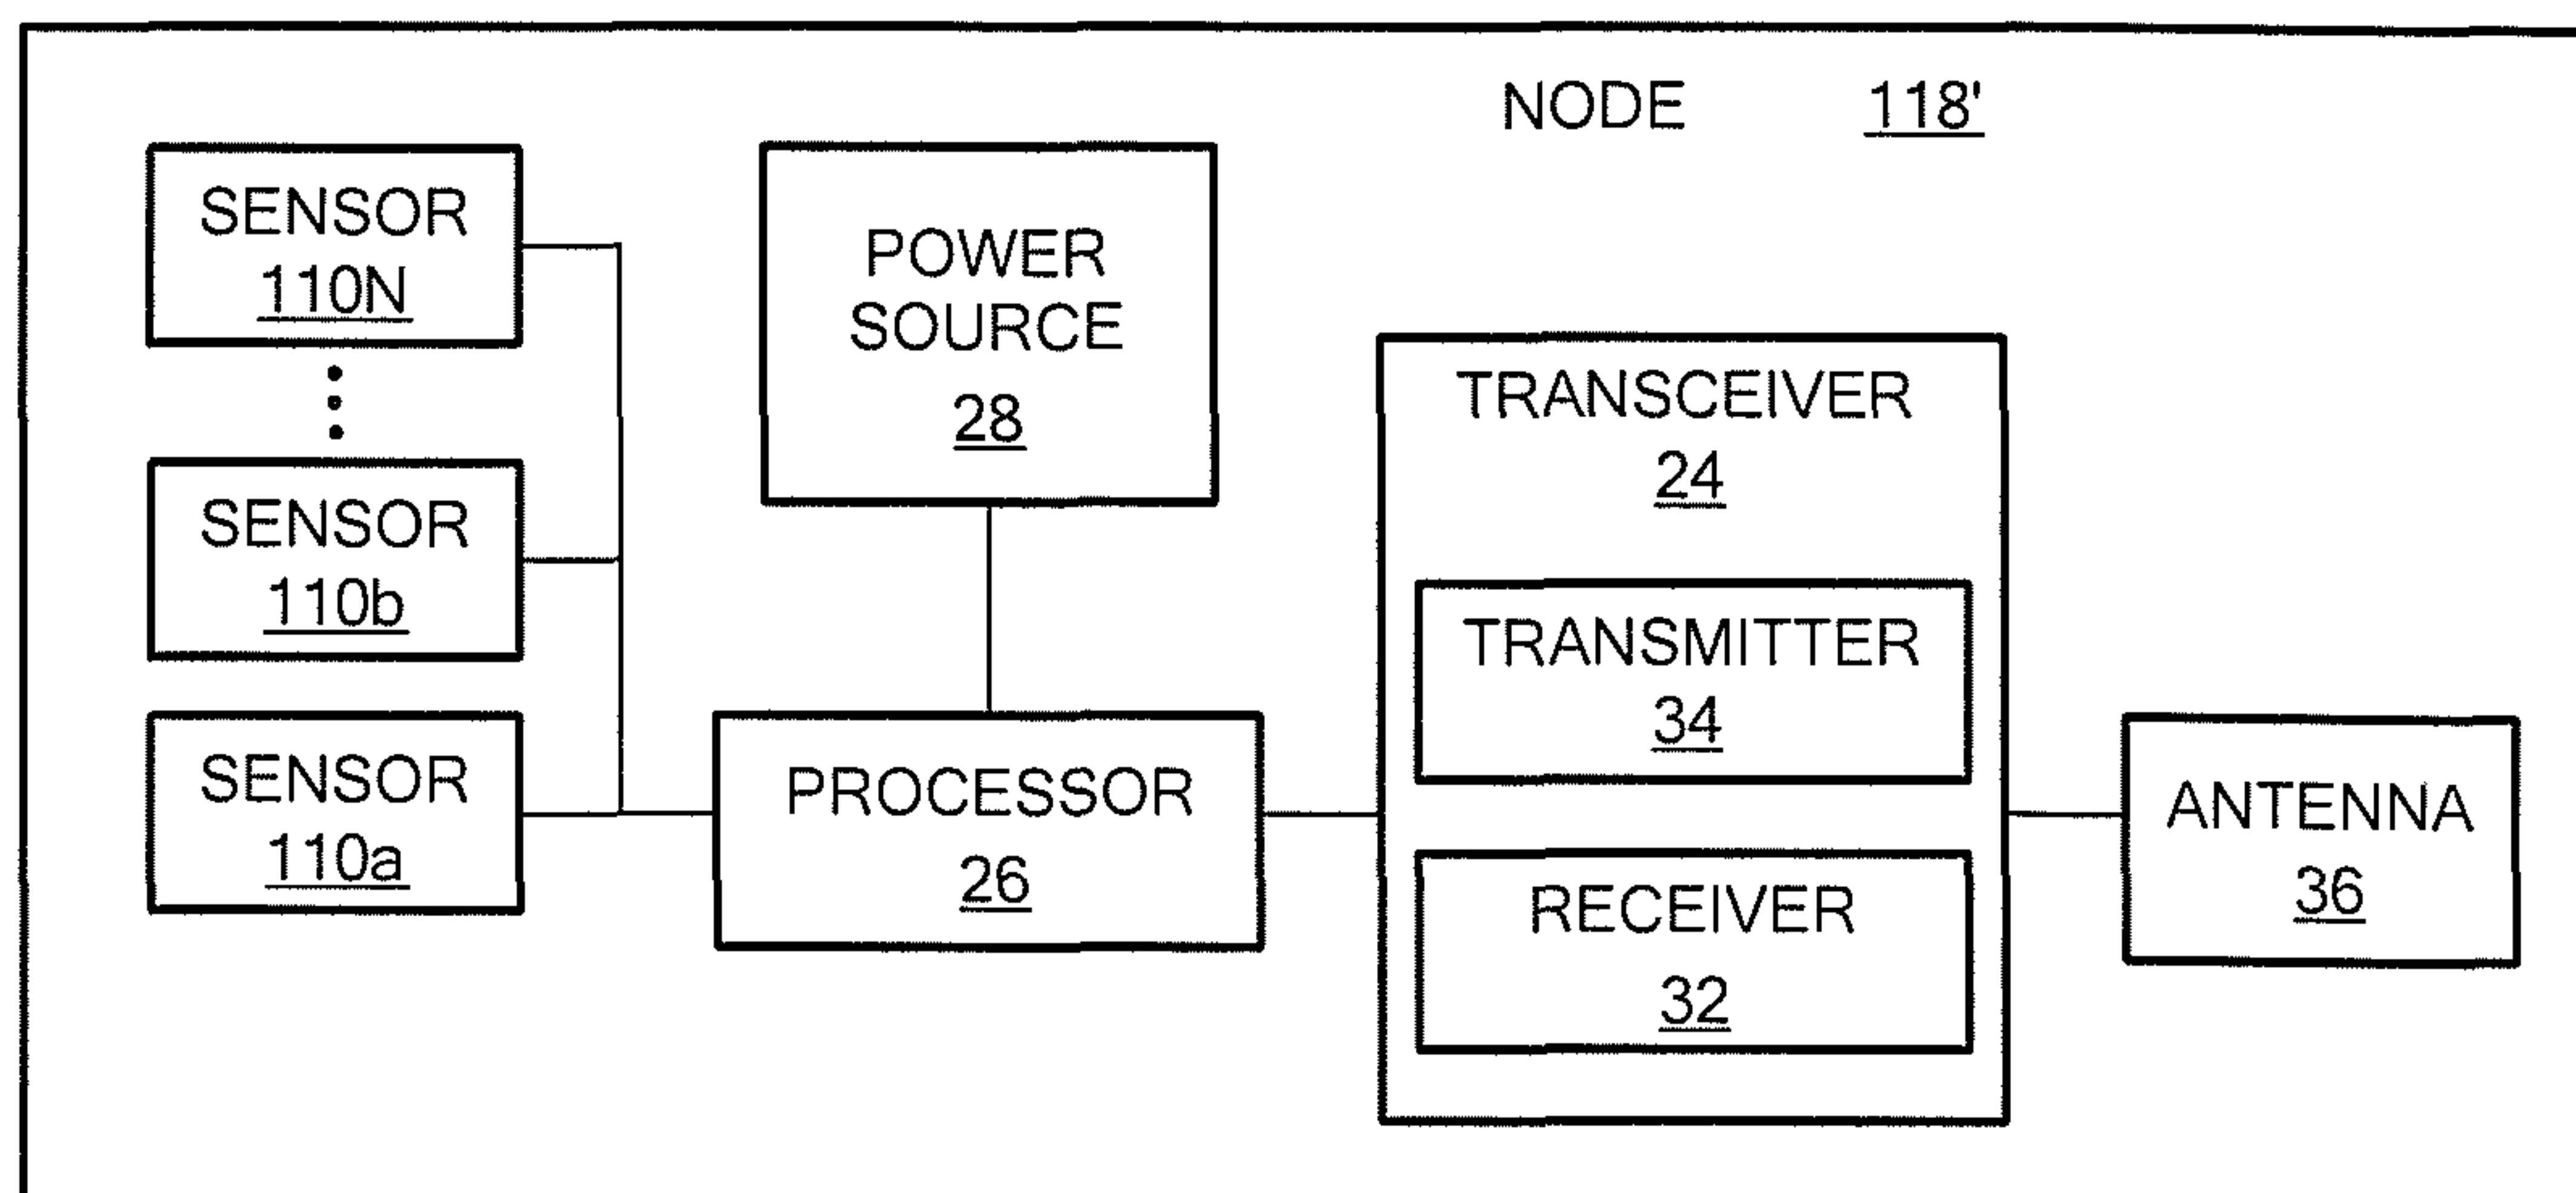 NODE 118'
SENSOR
110N
SENSOR
110b
SENSOR
110a
POWER
SOURCE
28
PROCESSOR
26
TRANSCEIVER
24
TRANSMITTER
34
RECEIVER
32
ANTENNA
36